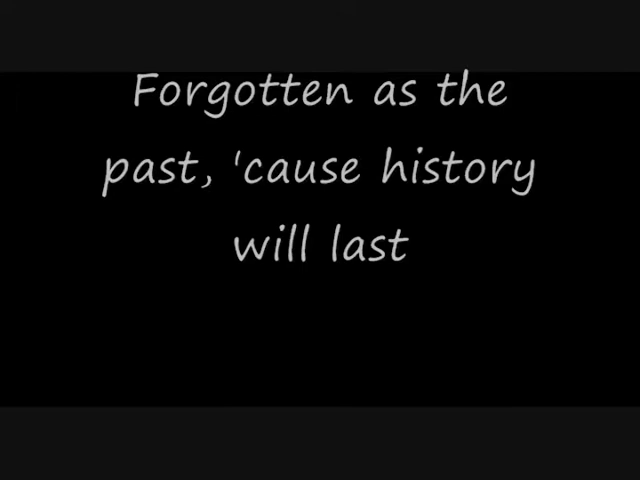 Forgotten as the
past, 'cause history
will last